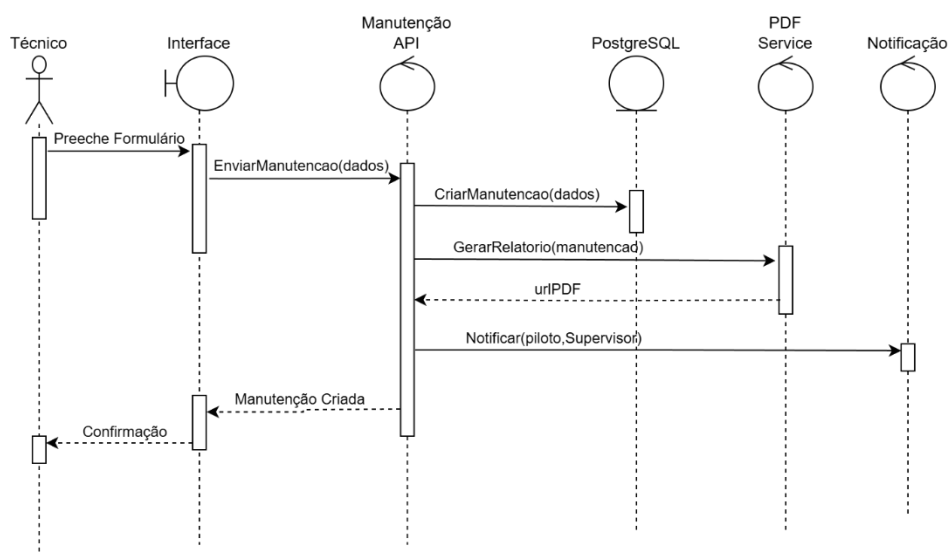 Técnico
Interface
Manutenção
API
PostgreSQL
PDF
Service
Notificação
Preeche Formulário
EnviarManutencao(dados)
CriarManutencao(dados)
GerarRelatorio(manutencad)
urlPDF
Notificar(piloto,Supervisor)
Manutenção Criada
Confirmação